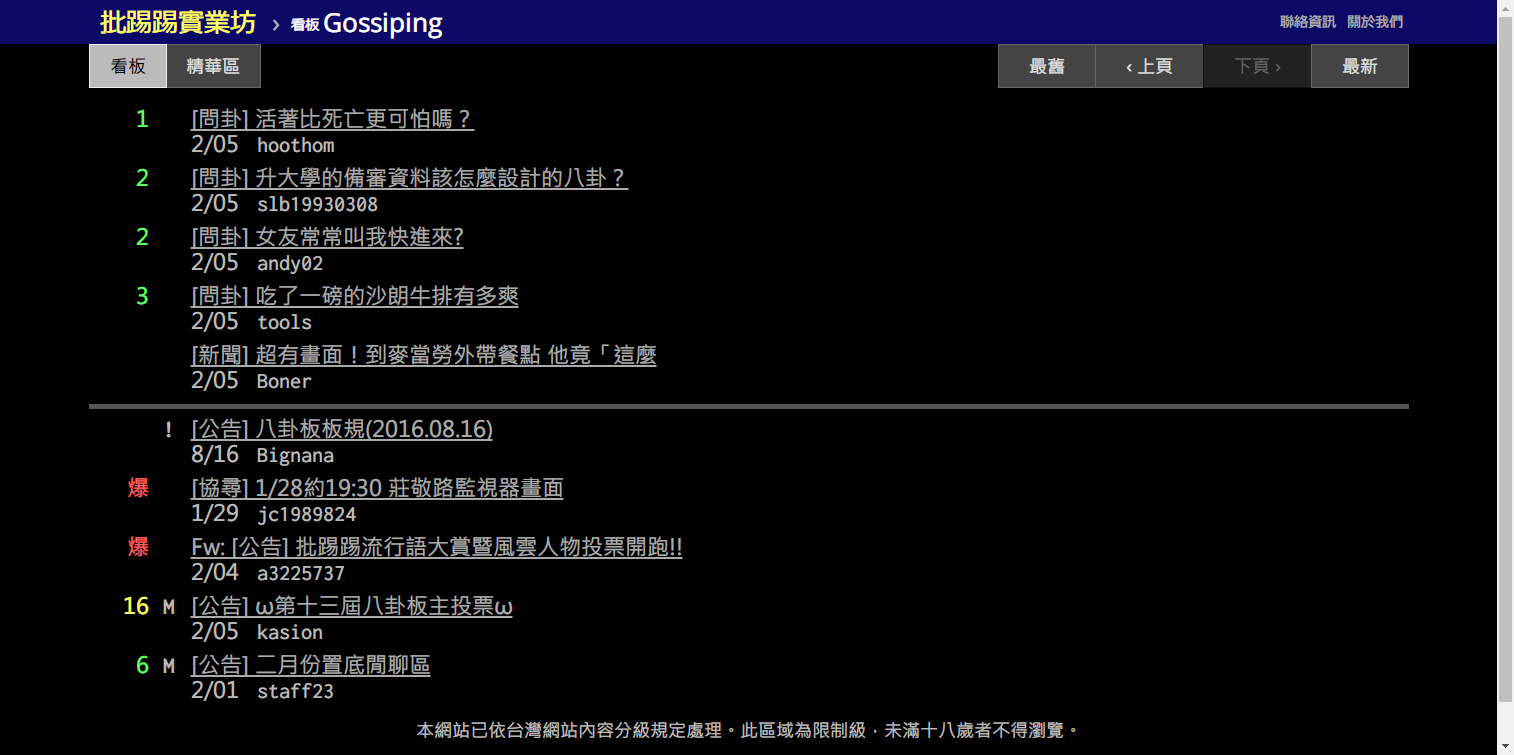 批踢踢實業坊 › 看板 Gossiping 聯絡資訊 關於我們
看板 精華區 最舊 ‹ 上頁 下頁 › 最新
1 [問卦] 活著比死亡更可怕嗎？
2/05 hoothom
2 [問卦] 升大學的備審資料該怎麼設計的八卦？
2/05 slb19930308
2 [問卦] 女友常常叫我快進來?
2/05 andy02
3 [問卦] 吃了一磅的沙朗牛排有多爽
2/05 tools
[新聞] 超有畫面！到麥當勞外帶餐點 他竟「這麼
2/05 Boner
! [公告] 八卦板板規(2016.08.16)
8/16 Bignana
爆 [協尋] 1/28約19:30 莊敬路監視器畫面
1/29 jc1989824
爆 Fw: [公告] 批踢踢流行語大賞暨風雲人物投票開跑!!
2/04 a3225737
16 M [公告] ω第十三屆八卦板主投票ω
2/05 kasion
6 M [公告] 二月份置底閒聊區
2/01 staff23
本網站已依台灣網站內容分級規定處理。此區域為限制級，未滿十八歲者不得瀏覽。